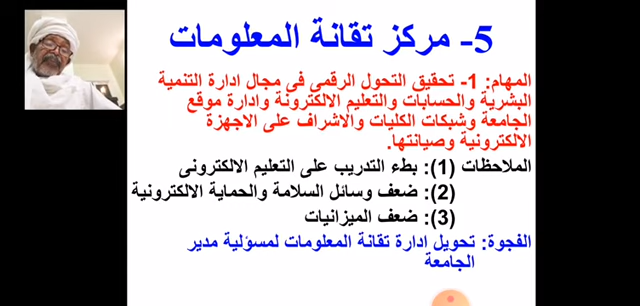 5- مركز تقانة المعلومات
المهام: 1- تحقيق التحول الرقمى فى مجال ادارة التنمية
البشرية والحسابات والتعليم الالكترونة وادارة موقع
الجامعة وشبكات الكليات والاشراف على الاجهزة
الالكترونية وصيانتها.
الملاحظات (1): بطء التدريب على التعليم الالكترونى
(2): ضعف وسائل السلامة والحماية الالكترونية
(3): ضعف الميزانيات
الفجوة: تحويل ادارة تقانة المعلومات لمسؤلية مدير
الجامعة